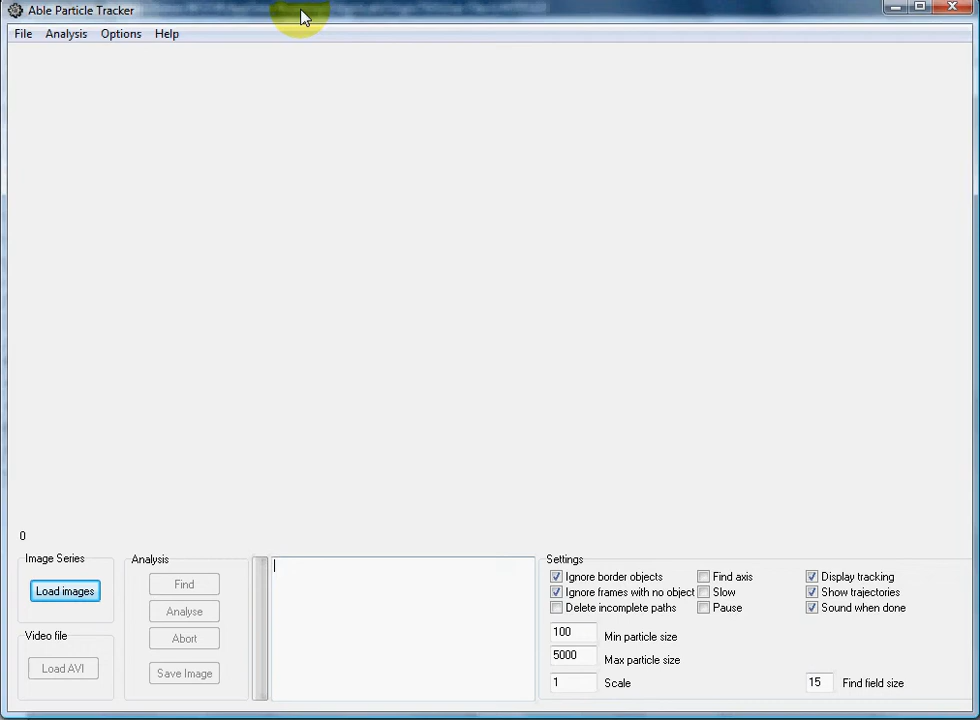 Able Particle Tracker
File Analysis Options Help
0
Image Series
Load images
Video file
Load AVI
Analysis
Find
Analyse
Abort
Save Image
Settings
Ignore border objects
Find axis
Display tracking
Ignore frames with no object
Slow
Show trajectories
Delete incomplete paths
Pause
Sound when done
100 Min particle size
5000 Max particle size
1 Scale
15 Find field size